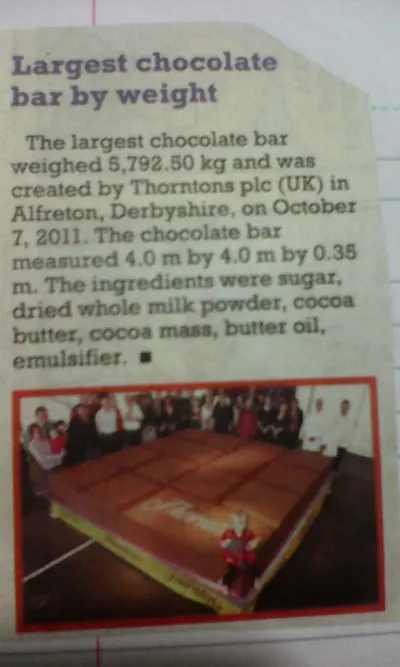 Largest chocolate
bar by weight
The largest chocolate bar
weighed 5,792.50 kg and was
created by Thorntons plc (UK) in
Alfreton, Derbyshire, on October
7, 2011. The chocolate bar
measured 4.0 m by 4.0 m by 0.35
m. The ingredients were sugar,
dried whole milk powder, cocoa
butter, cocoa mass, butter oil,
emulsifier. ■